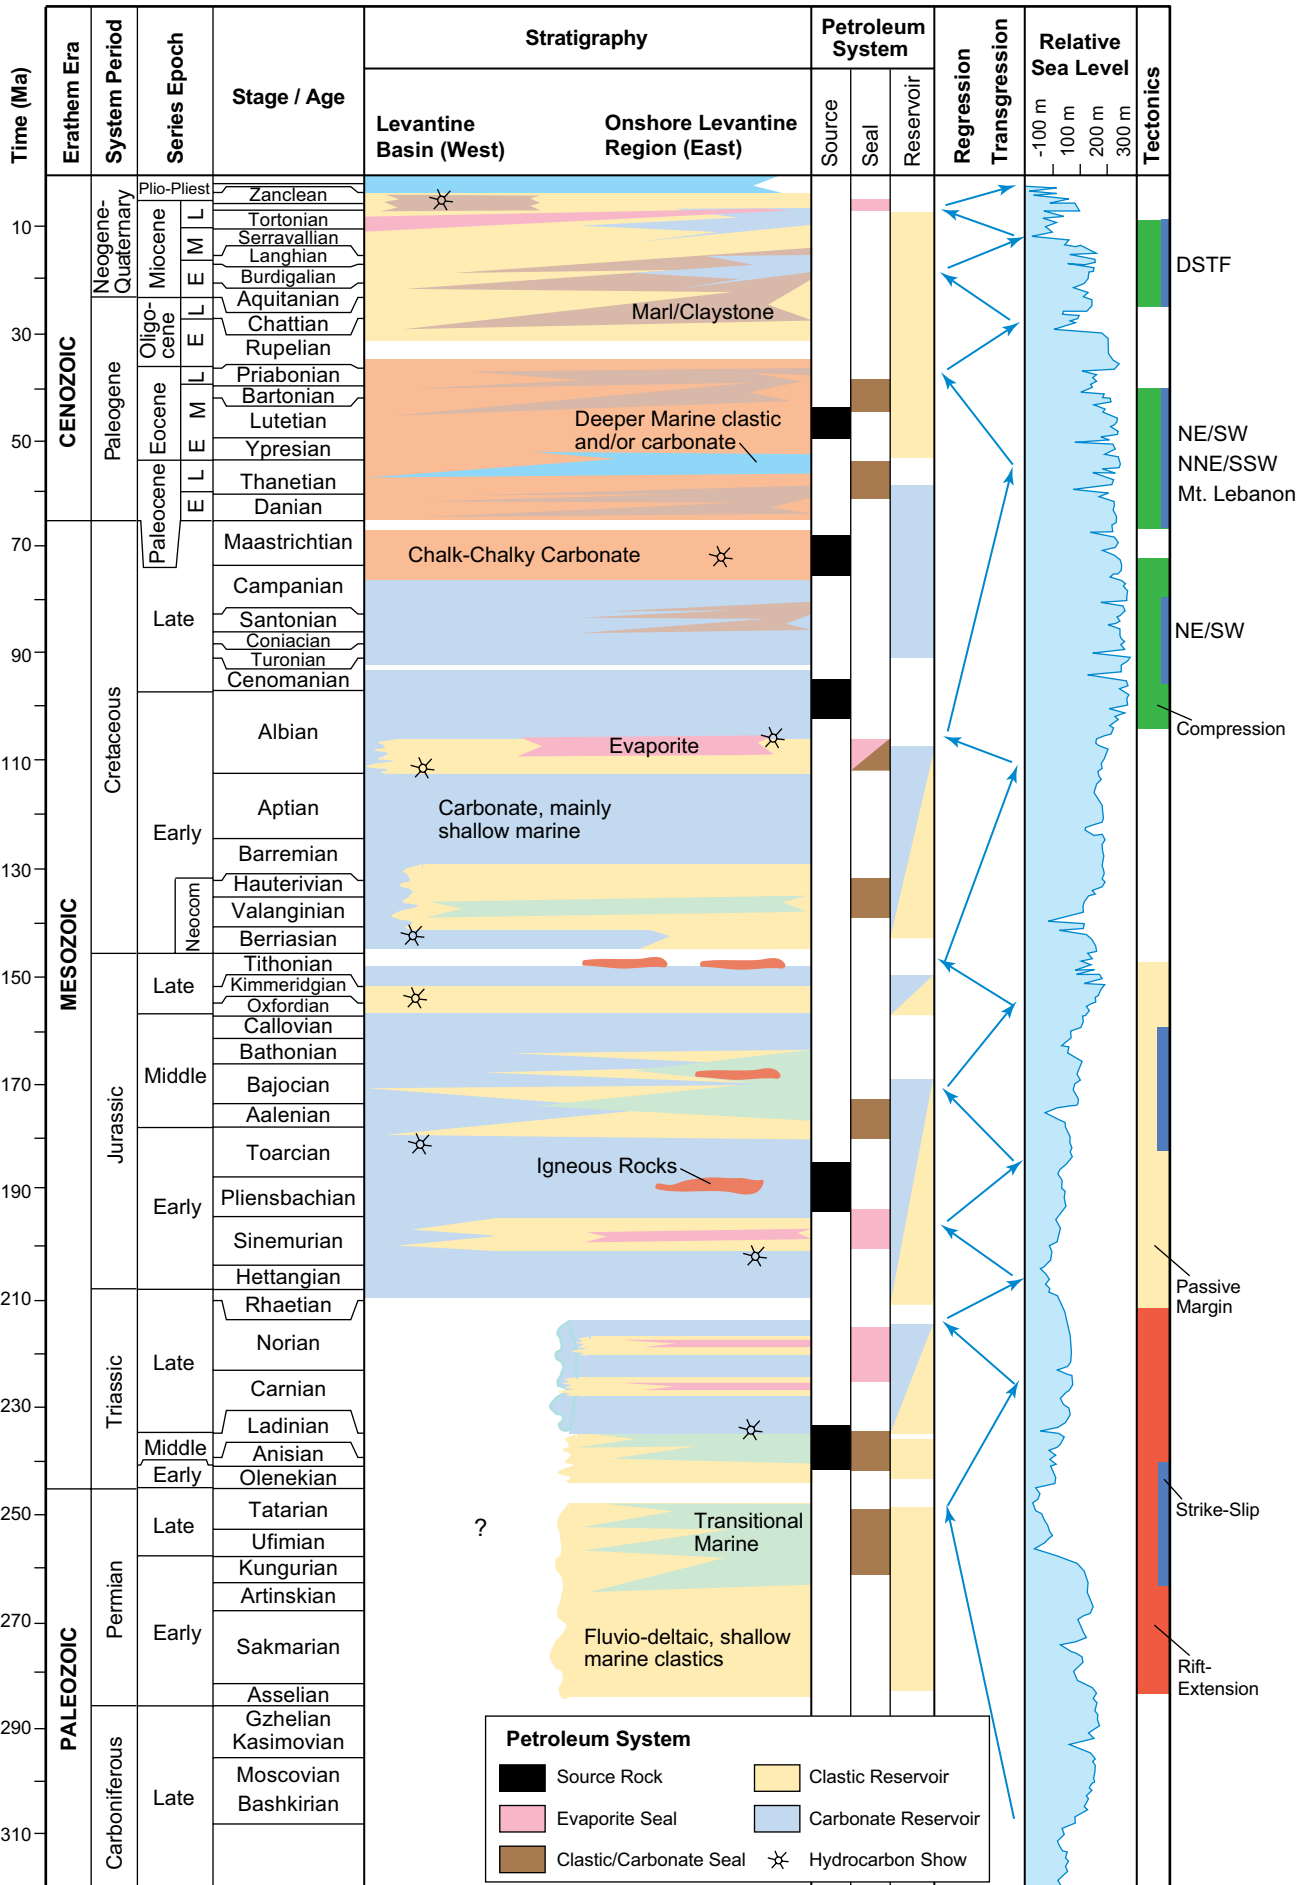 Time (Ma)
Erathem Era
System Period
Series Epoch
Stage / Age
Stratigraphy
Levantine
Basin (West)
Onshore Levantine
Region (East)
Petroleum
System
Source
Seal
Reservoir
Regression
Transgression
Relative
Sea Level
-100 m
100 m
200 m
300 m
Tectonics
10
30
50
70
90
110
130
150
170
190
210
230
250
270
290
310
CENOZOIC
MESOZOIC
PALEOZOIC
Neogene-
Quaternary
Paleogene
Cretaceous
Jurassic
Triassic
Permian
Carboniferous
Plio-Pleist
Miocene
L
M
E
Oligo-
cene
L
E
Eocene
L
M
E
Paleocene
L
E
Late
Early
Neocom
Late
Middle
Early
Late
Middle
Early
Late
Early
Late
Zanclean
Tortonian
Serravallian
Langhian
Burdigalian
Aquitanian
Chattian
Rupelian
Priabonian
Bartonian
Lutetian
Ypresian
Thanetian
Danian
Maastrichtian
Campanian
Santonian
Coniacian
Turonian
Cenomanian
Albian
Aptian
Barremian
Hauterivian
Valanginian
Berriasian
Tithonian
Kimmeridgian
Oxfordian
Callovian
Bathonian
Bajocian
Aalenian
Toarcian
Pliensbachian
Sinemurian
Hettangian
Rhaetian
Norian
Carnian
Ladinian
Anisian
Olenekian
Tatarian
Ufimian
Kungurian
Artinskian
Sakmarian
Asselian
Gzhelian
Kasimovian
Moscovian
Bashkirian
Marl/Claystone
Deeper Marine clastic
and/or carbonate
Chalk-Chalky Carbonate
Evaporite
Carbonate, mainly
shallow marine
Igneous Rocks
?
Transitional
Marine
Fluvio-deltaic, shallow
marine clastics
DSTF
NE/SW
NNE/SSW
Mt. Lebanon
NE/SW
Compression
Passive
Margin
Strike-Slip
Rift-
Extension
Petroleum System
Source Rock
Clastic Reservoir
Evaporite Seal
Carbonate Reservoir
Clastic/Carbonate Seal
Hydrocarbon Show